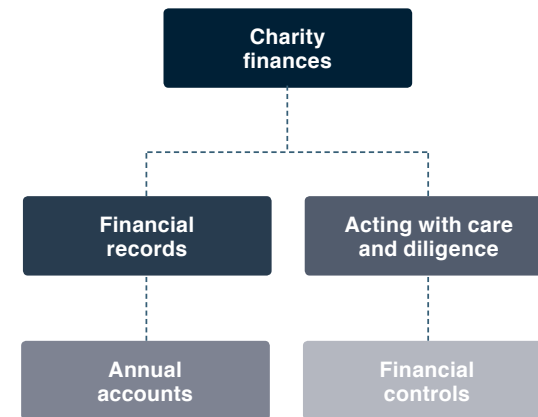 Charity
finances
Financial
records
Acting with care
and diligence
Annual
accounts
Financial
controls